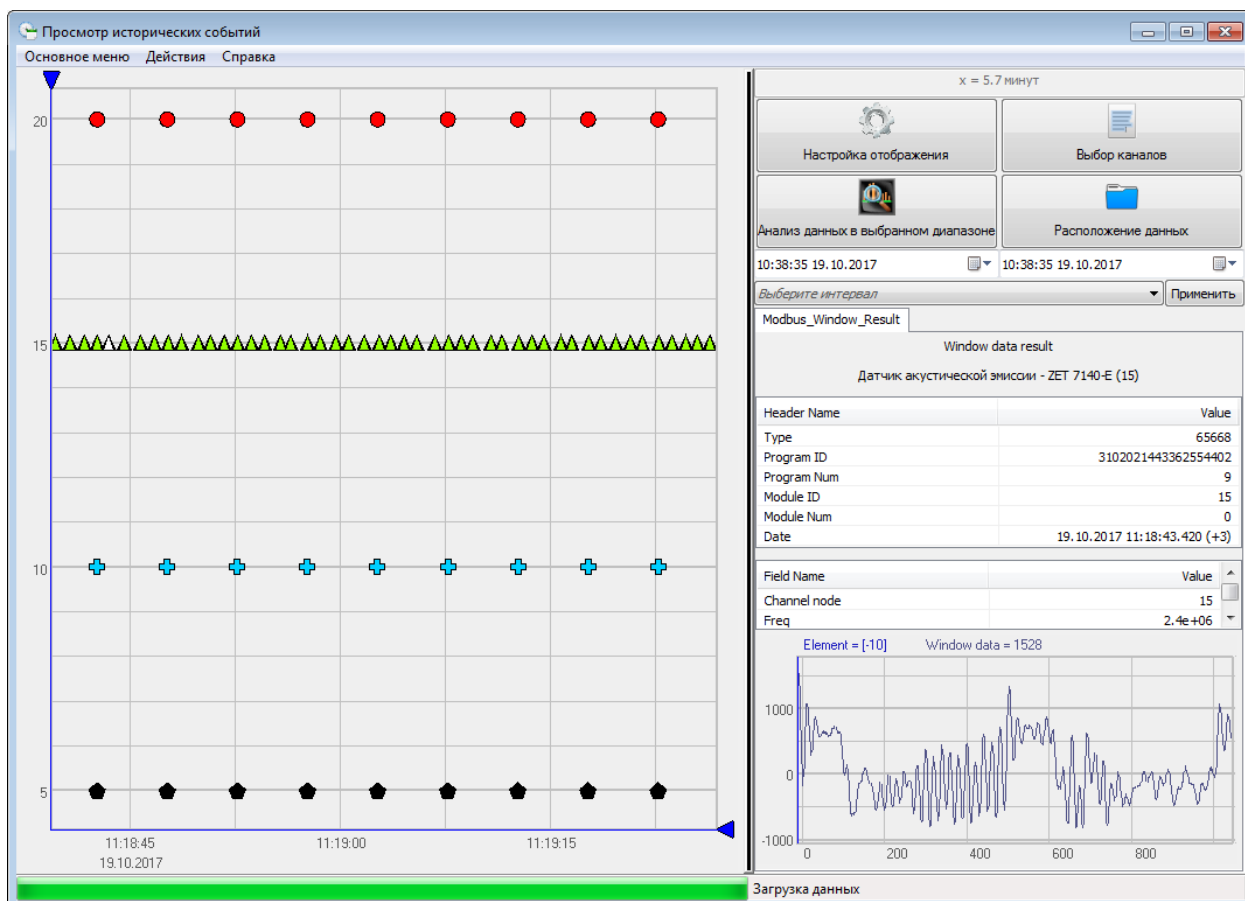 Просмотр исторических событий
Основное меню Действия Справка
20
15
10
5
11:18:45 11:19:00 11:19:15
19.10.2017
x = 5.7 минут
Настройка отображения Выбор каналов
Анализ данных в выбранном диапазоне Расположение данных
10:38:35 19.10.2017 10:38:35 19.10.2017
Выберите интервал Применить
Modbus_Window_Result
Window data result
Датчик акустической эмиссии - ZET 7140-E (15)
Header Name Value
Type 65668
Program ID 3102021443362554402
Program Num 9
Module ID 15
Module Num 0
Date 19.10.2017 11:18:43.420 (+3)
Field Name Value
Channel node 15
Freq 2.4e+06
Element = [-10] Window data = 1528
1000
0
-1000
0 200 400 600 800
Загрузка данных